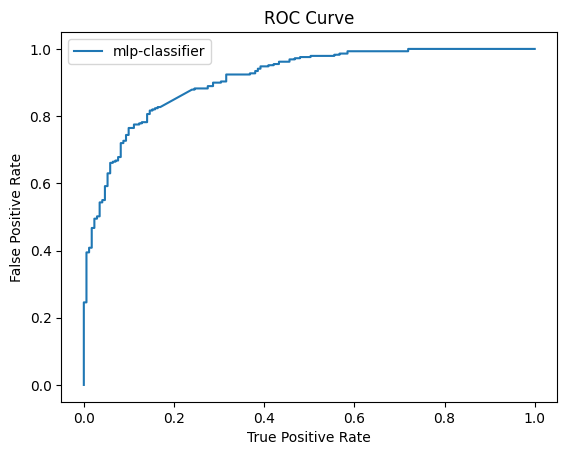 ROC Curve
mlp-classifier
1.0
0.8
0.6
0.4
0.2
0.0
False Positive Rate
0.0 0.2 0.4 0.6 0.8 1.0
True Positive Rate